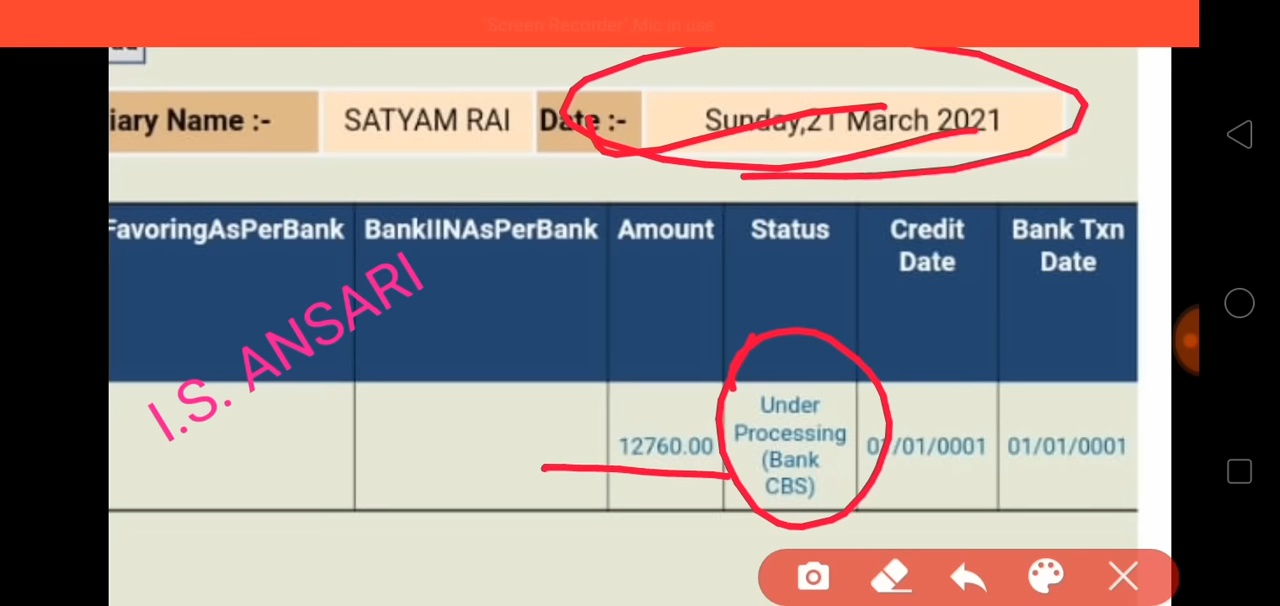 "Screen Recorder",Mic in use
iary Name :- SATYAM RAI Date :- Sunday,21 March 2021
FavoringAsPerBank BankIINAsPerBank Amount Status Credit Date Bank Txn Date
12760.00 Under Processing (Bank CBS) 01/01/0001 01/01/0001
I.S. ANSARI